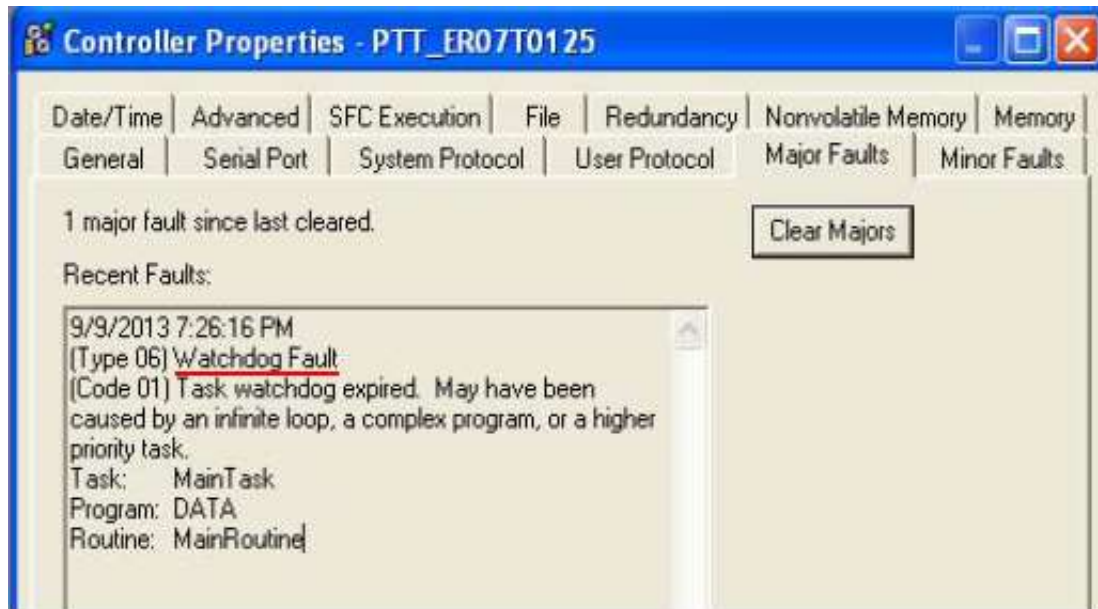 Controller Properties - PTT_ER07T0125
Date/Time Advanced SFC Execution File Redundancy Nonvolatile Memory Memory
General Serial Port System Protocol User Protocol Major Faults Minor Faults
1 major fault since last cleared.
Clear Majors
Recent Faults:
9/9/2013 7:26:16 PM
(Type 06) Watchdog Fault
(Code 01) Task watchdog expired. May have been
caused by an infinite loop, a complex program, or a higher
priority task.
Task: MainTask
Program: DATA
Routine: MainRoutine